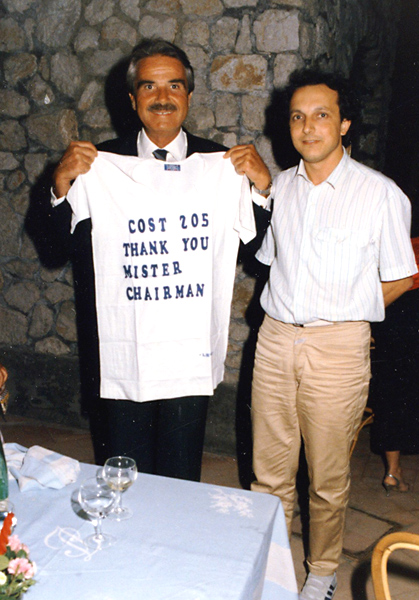 COST 205
THANK YOU
MISTER
CHAIRMAN